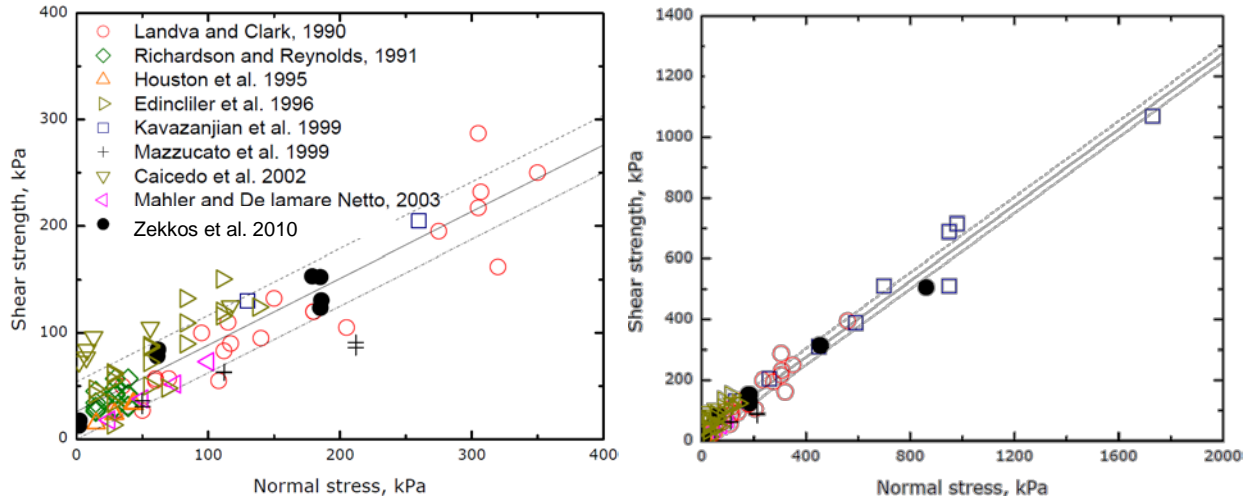 400
300
200
100
0
Shear strength, kPa
Landva and Clark, 1990
Richardson and Reynolds, 1991
Houston et al. 1995
Edincliler et al. 1996
Kavazanjian et al. 1999
Mazzucato et al. 1999
Caicedo et al. 2002
Mahler and De lamare Netto, 2003
Zekkos et al. 2010
0 100 200 300 400
Normal stress, kPa
1400
1300
1200
1000
800
600
400
200
0
Shear strength, kPa
0 400 800 1200 1600 2000
Normal stress, kPa